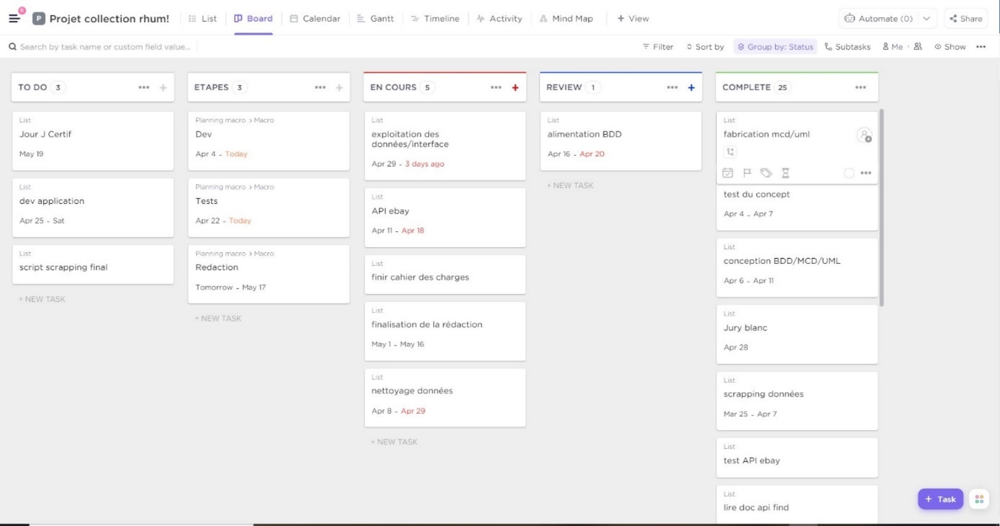 6
P Projet collection rhum!
List
Board
Calendar
Gantt
Timeline
Activity
Mind Map
+ View
Automate (0)
Share
Search by task name or custom field value...
Filter
Sort by
Group by: Status
Subtasks
Me
Show
TO DO 3
List
Jour J Certif
May 19
List
dev application
Apr 25 - Sat
List
script scrapping final
+ NEW TASK
ETAPES 3
Planning macro > Macro
Dev
Apr 4 - Today
Planning macro > Macro
Tests
Apr 22 - Today
Planning macro > Macro
Redaction
Tomorrow - May 17
+ NEW TASK
EN COURS 5
List
exploitation des
données/interface
Apr 29 - 3 days ago
List
API ebay
Apr 11 - Apr 18
List
finir cahier des charges
List
finalisation de la rédaction
May 1 - May 16
List
nettoyage données
Apr 8 - Apr 29
+ NEW TASK
REVIEW 1
List
alimentation BDD
Apr 16 - Apr 20
+ NEW TASK
COMPLETE 25
List
fabrication mcd/uml
test du concept
Apr 4 - Apr 7
List
conception BDD/MCD/UML
Apr 6 - Apr 11
List
Jury blanc
Apr 28
List
scrapping données
Mar 25 - Apr 7
List
test API ebay
List
lire doc api find
+ Task